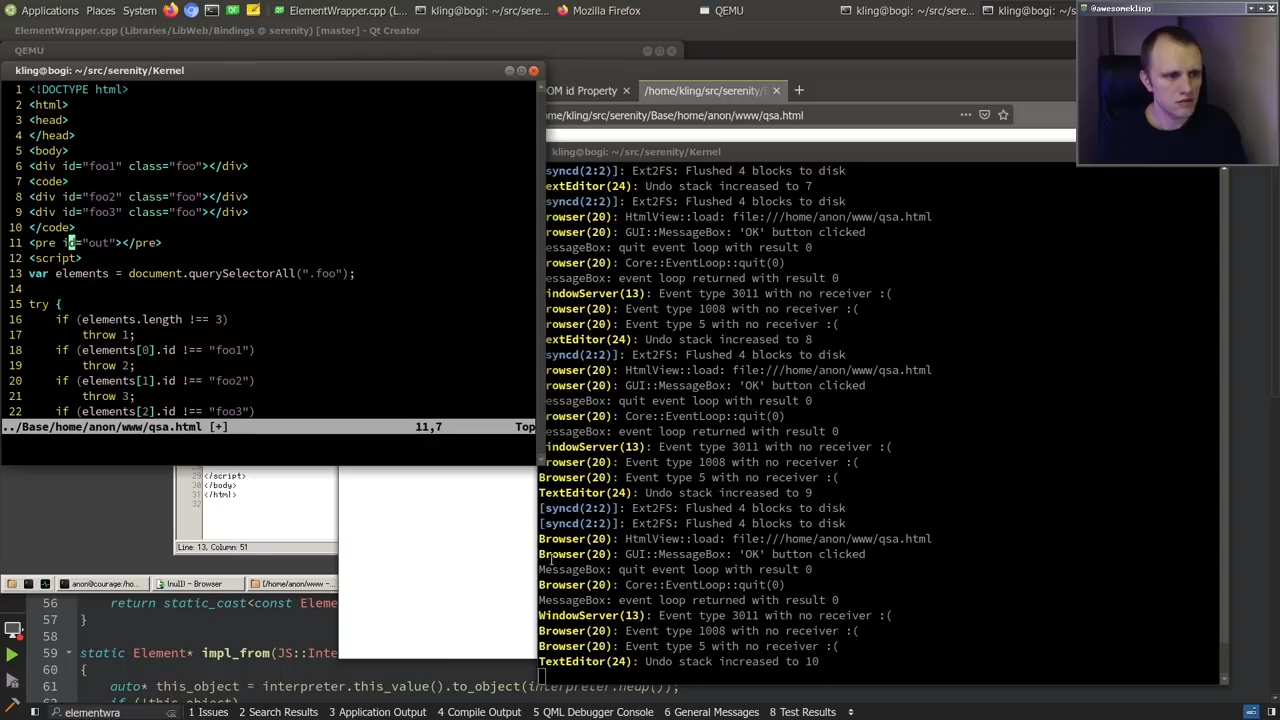 Applications Places System
ElementWrapper.cpp (L... kling@bogi: ~/src/sere... Mozilla Firefox QEMU kling@bogi: ~/src/sere... kling@
@awesomekling
ElementWrapper.cpp (Libraries/LibWeb/Bindings @ serenity) [master] - Qt Creator
QEMU
kling@bogi: ~/src/serenity/Kernel
1 <!DOCTYPE html>
2 <html>
3 <head>
4 </head>
5 <body>
6 <div id="foo1" class="foo"></div>
7 <code>
8 <div id="foo2" class="foo"></div>
9 <div id="foo3" class="foo"></div>
10 </code>
11 <pre id="out"></pre>
12 <script>
13 var elements = document.querySelectorAll(".foo");
14
15 try {
16 if (elements.length !== 3)
17 throw 1;
18 if (elements[0].id !== "foo1")
19 throw 2;
20 if (elements[1].id !== "foo2")
21 throw 3;
22 if (elements[2].id !== "foo3")
../Base/home/anon/www/qsa.html [+] 11,7 Top
OM id Property /home/kling/src/serenity/
me/kling/src/serenity/Base/home/anon/www/qsa.html
kling@bogi: ~/src/serenity/Kernel
[syncd(2:2)]: Ext2FS: Flushed 4 blocks to disk
extEditor(24): Undo stack increased to 7
[syncd(2:2)]: Ext2FS: Flushed 4 blocks to disk
rowser(20): HtmlView::load: file:///home/anon/www/qsa.html
rowser(20): GUI::MessageBox: 'OK' button clicked
essageBox: quit event loop with result 0
rowser(20): Core::EventLoop::quit(0)
essageBox: event loop returned with result 0
indowServer(13): Event type 3011 with no receiver :(
rowser(20): Event type 1008 with no receiver :(
rowser(20): Event type 5 with no receiver :(
extEditor(24): Undo stack increased to 8
[syncd(2:2)]: Ext2FS: Flushed 4 blocks to disk
rowser(20): HtmlView::load: file:///home/anon/www/qsa.html
rowser(20): GUI::MessageBox: 'OK' button clicked
essageBox: quit event loop with result 0
rowser(20): Core::EventLoop::quit(0)
essageBox: event loop returned with result 0
indowServer(13): Event type 3011 with no receiver :(
rowser(20): Event type 1008 with no receiver :(
Browser(20): Event type 5 with no receiver :(
TextEditor(24): Undo stack increased to 9
[syncd(2:2)]: Ext2FS: Flushed 4 blocks to disk
[syncd(2:2)]: Ext2FS: Flushed 4 blocks to disk
Browser(20): HtmlView::load: file:///home/anon/www/qsa.html
Browser(20): GUI::MessageBox: 'OK' button clicked
MessageBox: quit event loop with result 0
Browser(20): Core::EventLoop::quit(0)
MessageBox: event loop returned with result 0
WindowServer(13): Event type 3011 with no receiver :(
Browser(20): Event type 1008 with no receiver :(
Browser(20): Event type 5 with no receiver :(
TextEditor(24): Undo stack increased to 10
</script>
30 </body>
31 </html>
32
Line: 13, Column: 51
anon@courage:/ho... (null) - Browser [/home/anon/www -
56 return static_cast<const Element
57 }
58
59 static Element* impl_from(JS::Inte
60 {
61 auto* this_object = interpreter.this_value().to_object(interpreter.heap());
62 if (!this_object)
elementwra
1 Issues 2 Search Results 3 Application Output 4 Compile Output 5 QML Debugger Console 6 General Messages 8 Test Results